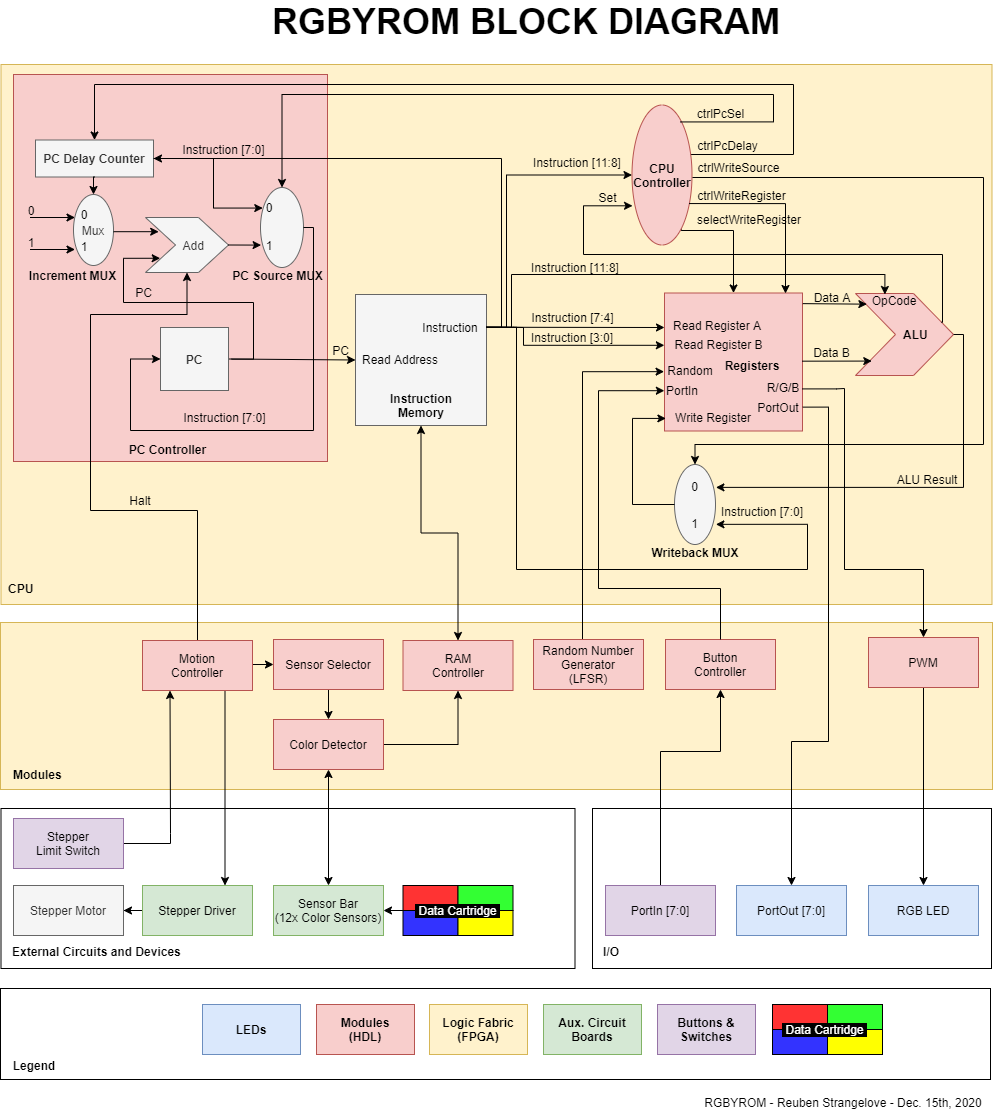 RGBYROM BLOCK DIAGRAM
PC Delay Counter
Instruction [7:0]
0
0
Mux
1
1
Increment MUX
Add
0
1
PC Source MUX
PC
PC
Instruction [7:0]
PC Controller
Halt
CPU
PC
Instruction
Read Address
Instruction
Memory
Instruction [11:8]
Set
CPU
Controller
ctrlPcSel
ctrlPcDelay
ctrlWriteSource
ctrlWriteRegister
selectWriteRegister
Instruction [11:8]
Instruction [7:4]
Instruction [3:0]
Read Register A
Read Register B
Random
Registers
PortIn
R/G/B
PortOut
Write Register
Data A
Data B
OpCode
ALU
ALU Result
0
Instruction [7:0]
1
Writeback MUX
Motion
Controller
Sensor Selector
RAM
Controller
Random Number
Generator
(LFSR)
Button
Controller
PWM
Color Detector
Modules
Stepper
Limit Switch
Stepper Motor
Stepper Driver
Sensor Bar
(12x Color Sensors)
Data Cartridge
External Circuits and Devices
PortIn [7:0]
PortOut [7:0]
RGB LED
I/O
LEDs
Modules
(HDL)
Logic Fabric
(FPGA)
Aux. Circuit
Boards
Buttons &
Switches
Data Cartridge
Legend
RGBYROM - Reuben Strangelove - Dec. 15th, 2020